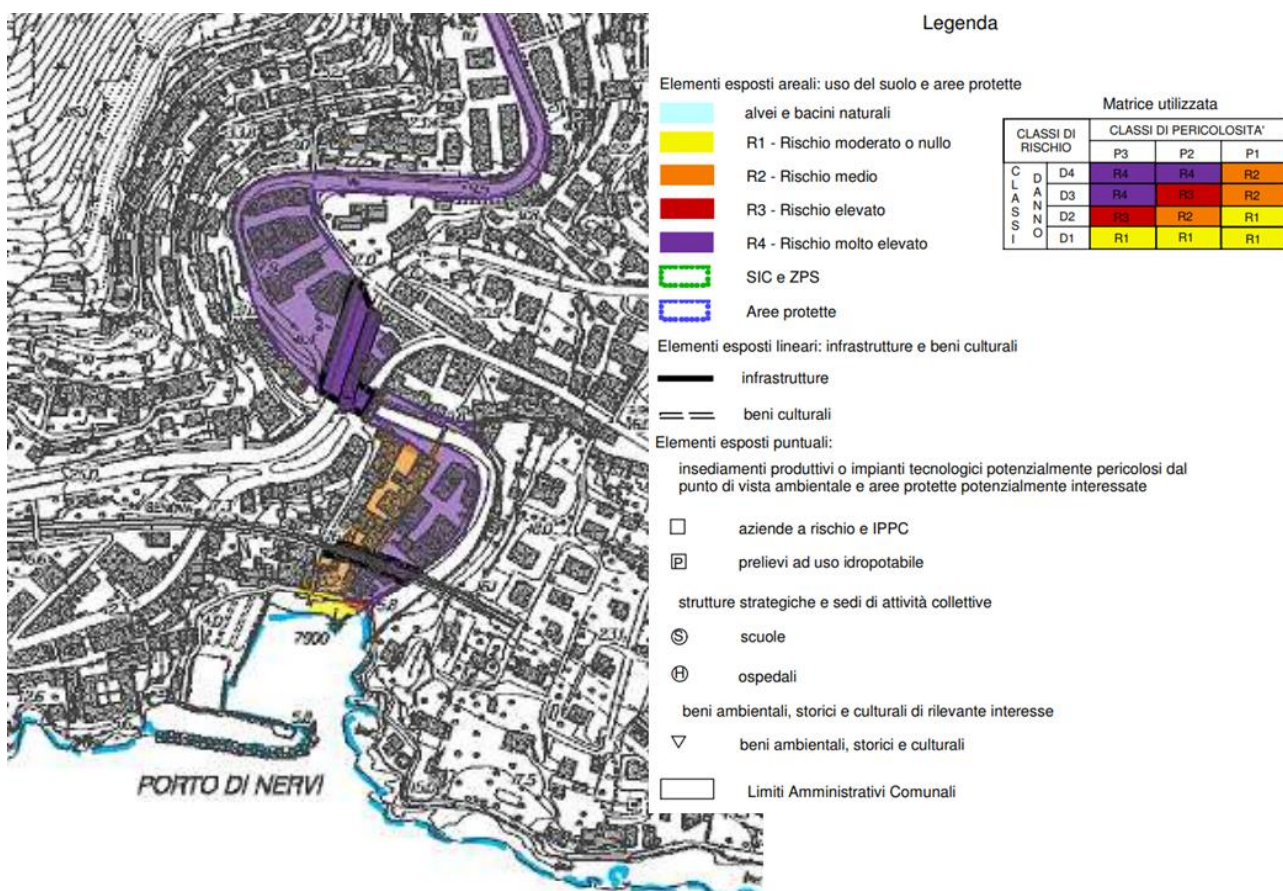 Legenda
Elementi esposti areali: uso del suolo e aree protette
alvei e bacini naturali
R1 - Rischio moderato o nullo
R2 - Rischio medio
R3 - Rischio elevato
R4 - Rischio molto elevato
SIC e ZPS
Aree protette
Matrice utilizzata
CLASSI DI RISCHIO
CLASSI DI PERICOLOSITA'
P3 P2 P1
CLASSI DANNO
D4 R4 R4 R2
D3 R4 R3 R2
D2 R3 R2 R1
D1 R1 R1 R1
Elementi esposti lineari: infrastrutture e beni culturali
infrastrutture
beni culturali
Elementi esposti puntuali:
insediamenti produttivi o impianti tecnologici potenzialmente pericolosi dal
punto di vista ambientale e aree protette potenzialmente interessate
aziende a rischio e IPPC
P prelievi ad uso idropotabile
strutture strategiche e sedi di attività collettive
S scuole
H ospedali
beni ambientali, storici e culturali di rilevante interesse
beni ambientali, storici e culturali
Limiti Amministrativi Comunali
GENOVA
PORTO DI NERVI
17.5